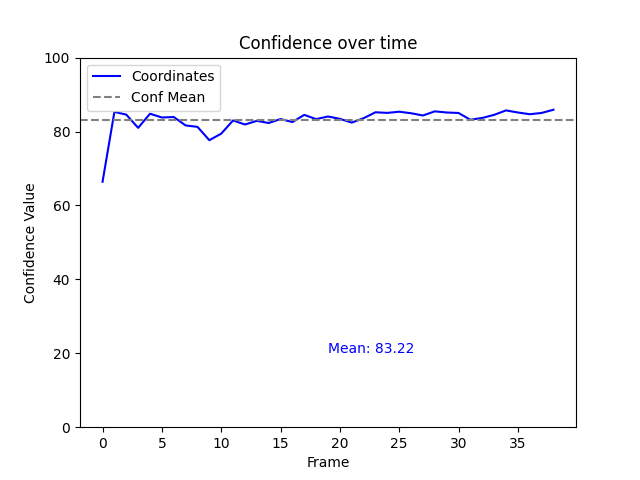 Confidence over time
Coordinates
Conf Mean
Confidence Value
100
80
60
40
20
0
Mean: 83.22
0 5 10 15 20 25 30 35
Frame